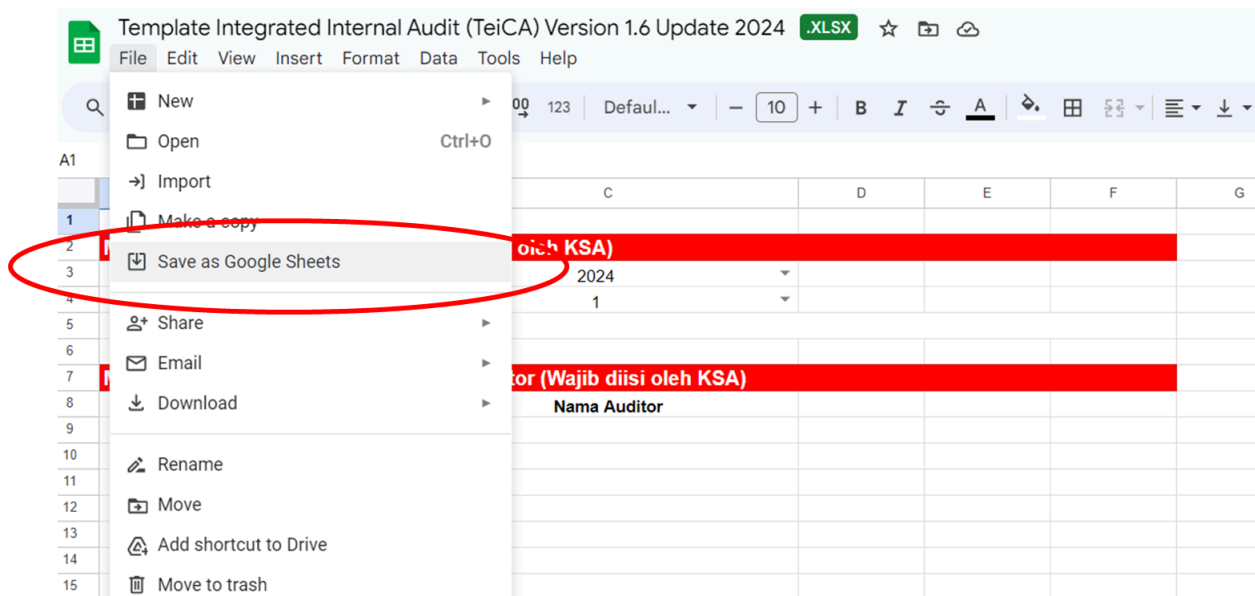 Template Integrated Internal Audit (TeiCA) Version 1.6 Update 2024 .XLSX
File Edit View Insert Format Data Tools Help
00 123 Defaul... 10 B I A
A1
New
Open Ctrl+O
Import
Make a copy
Save as Google Sheets
Share
Email
Download
Rename
Move
Add shortcut to Drive
Move to trash
C D E F G
1
2 oleh KSA)
3 2024
4 1
5
6
7 tor (Wajib diisi oleh KSA)
8 Nama Auditor
9
10
11
12
13
14
15